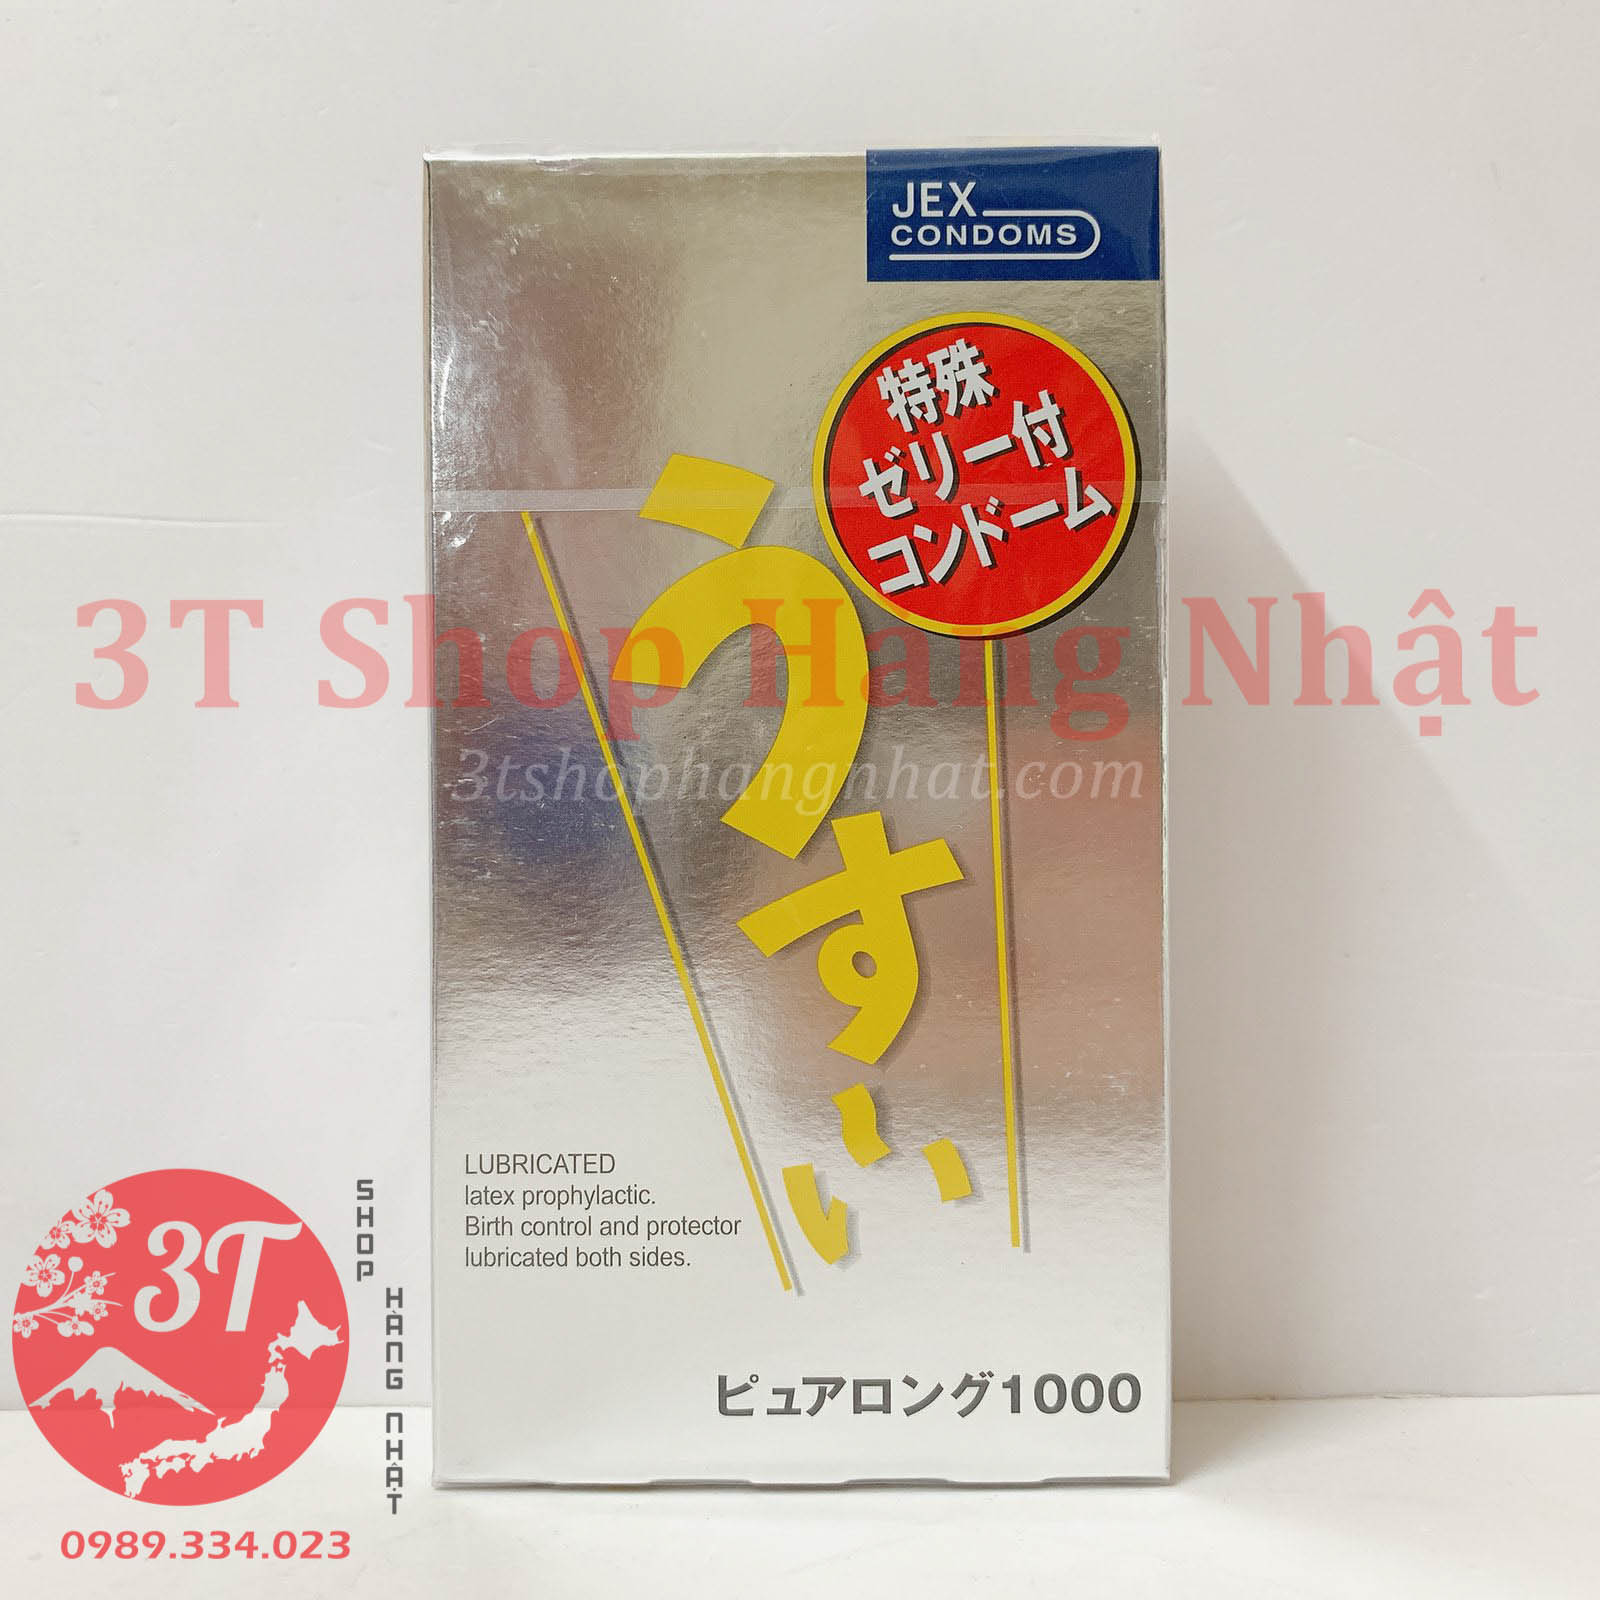 JEX
CONDOMS
特殊
ゼリー付
コンドーム
うす~い
3T Shop Hàng Nhật
3tshophangnhat.com
LUBRICATED
latex prophylactic.
Birth control and protector
lubricated both sides.
ピュアロング1000
3T
SHOP
HÀNG NHẬT
0989.334.023